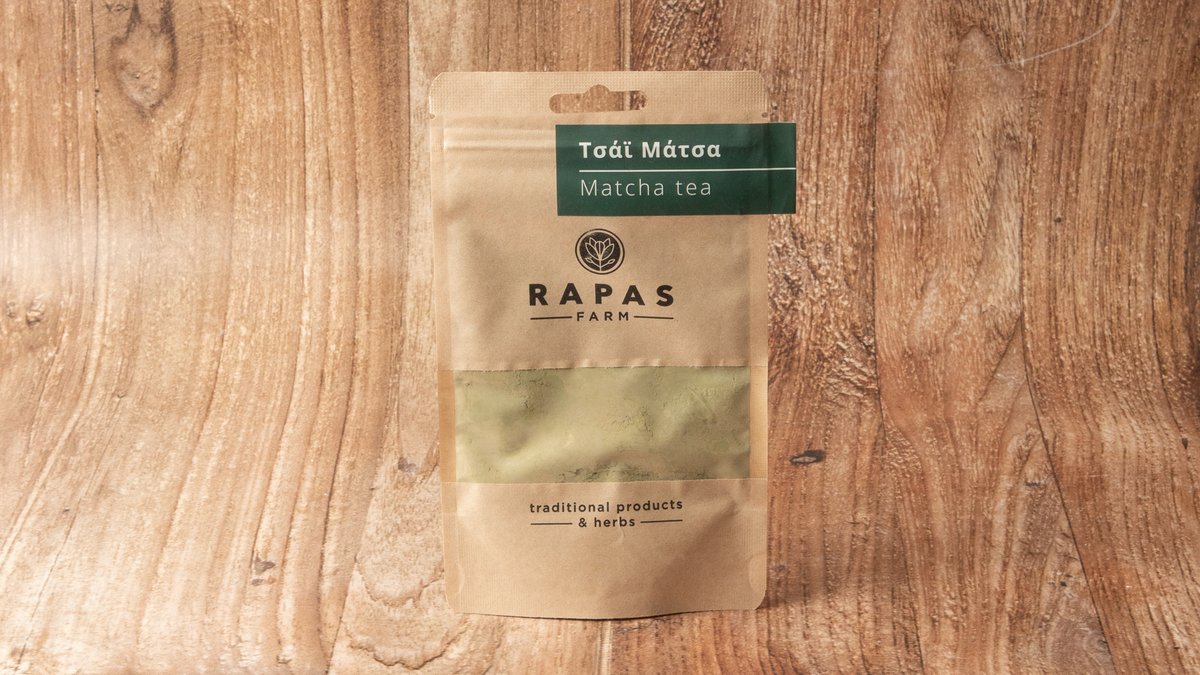 Τσάϊ Μάτσα
Matcha tea
RAPAS
FARM
traditional products
& herbs